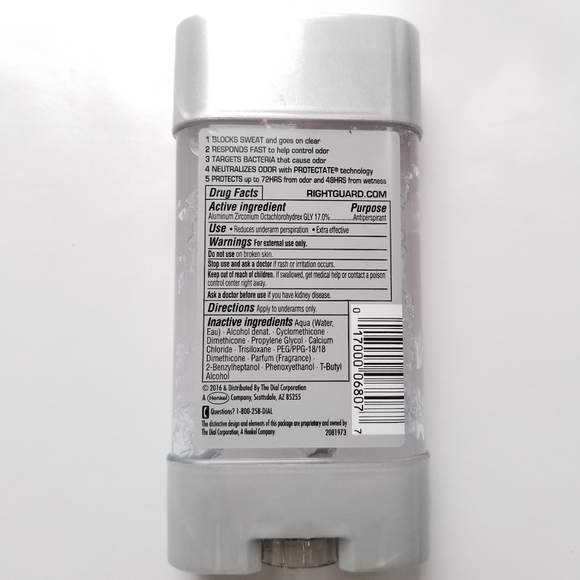 1 BLOCKS SWEAT and goes on clear
2 RESPONDS FAST to help control odor
3 TARGETS BACTERIA that cause odor
4 NEUTRALIZES ODOR with PROTECTATE® technology
5 PROTECTS up to 72HRS from odor and 48HRS from wetness
Drug Facts RIGHTGUARD.COM
Active ingredient Purpose
Aluminum Zirconium Octachlorohydrex GLY 17.0% Antiperspirant
Use • Reduces underarm perspiration • Extra effective
Warnings For external use only.
Do not use on broken skin.
Stop use and ask a doctor if rash or irritation occurs.
Keep out of reach of children. If swallowed, get medical help or contact a poison
control center right away.
Ask a doctor before use if you have kidney disease.
Directions Apply to underarms only.
Inactive ingredients Aqua (Water,
Eau) · Alcohol denat. · Cyclomethicone ·
Dimethicone · Propylene Glycol · Calcium
Chloride · Trisiloxane · PEG/PPG-18/18
Dimethicone · Parfum (Fragrance) ·
2-Benzylheptanol · Phenoxyethanol · T-Butyl
Alcohol
0 17000 06807 7
© 2016 & Distributed By The Dial Corporation
A Henkel Company, Scottsdale, AZ 85255
Questions? 1-800-258-DIAL
The distinctive design and elements of this package are proprietary and owned by
The Dial Corporation, A Henkel Company. 2081973